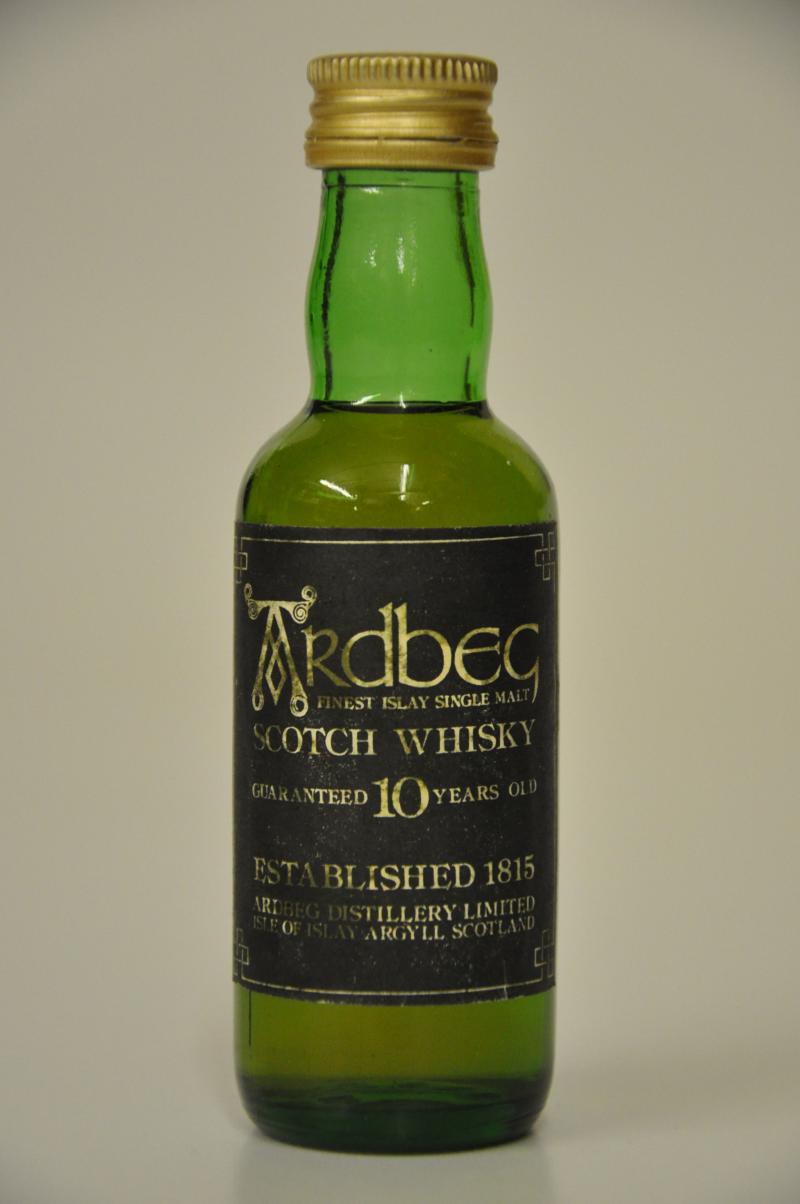 Ardbeg
FINEST ISLAY SINGLE MALT
SCOTCH WHISKY
GUARANTEED 10 YEARS OLD
ESTABLISHED 1815
ARDBEG DISTILLERY LIMITED
ISLE OF ISLAY ARGYLL SCOTLAND